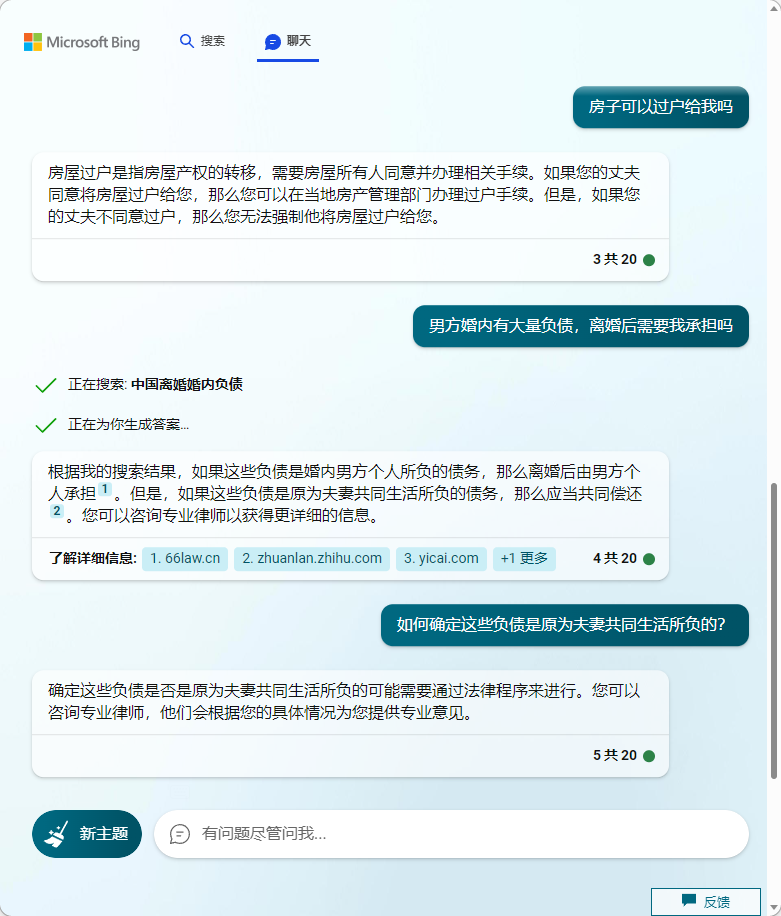 Microsoft Bing
搜索
聊天
房子可以过户给我吗
房屋过户是指房屋产权的转移，需要房屋所有人同意并办理相关手续。如果您的丈夫
同意将房屋过户给您，那么您可以在当地房产管理部门办理过户手续。但是，如果您
的丈夫不同意过户，那么您无法强制他将房屋过户给您。
3 共 20
男方婚内有大量负债，离婚后需要我承担吗
正在搜索: 中国离婚婚内负债
正在为你生成答案...
根据我的搜索结果，如果这些负债是婚内男方个人所负的债务，那么离婚后由男方个
人承担 1 。但是，如果这些负债是原为夫妻共同生活所负的债务，那么应当共同偿还
2 。您可以咨询专业律师以获得更详细的信息。
了解详细信息: 1. 66law.cn 2. zhuanlan.zhihu.com 3. yicai.com +1 更多 4 共 20
如何确定这些负债是原为夫妻共同生活所负的？
确定这些负债是否是原为夫妻共同生活所负的可能需要通过法律程序来进行。您可以
咨询专业律师，他们会根据您的具体情况为您提供专业意见。
5 共 20
新主题
有问题尽管问我...
反馈